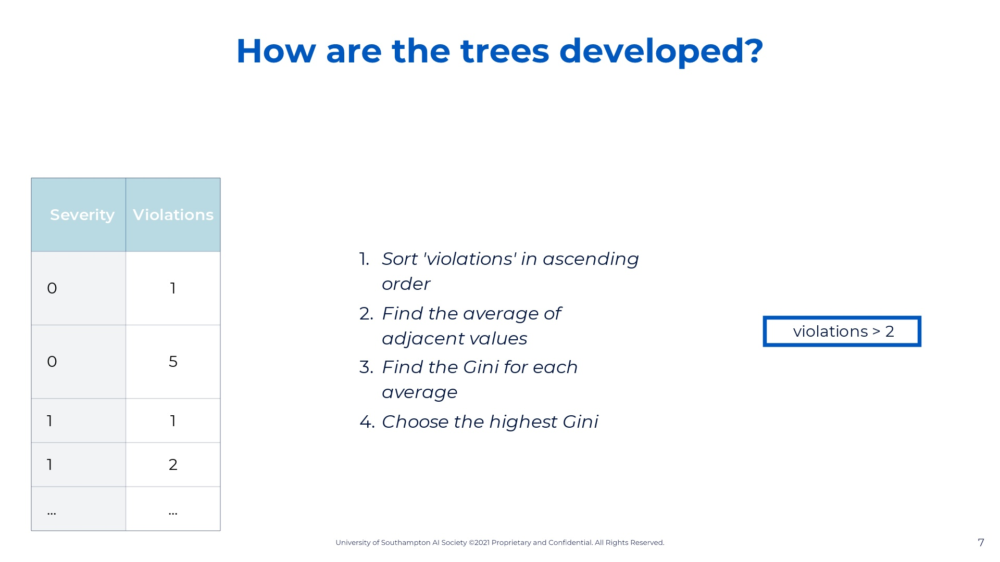 How are the trees developed?
Severity Violations
0 1
0 5
1 1
1 2
... ...
1. Sort 'violations' in ascending
order
2. Find the average of
adjacent values
3. Find the Gini for each
average
4. Choose the highest Gini
violations > 2
University of Southampton AI Society ©2021 Proprietary and Confidential. All Rights Reserved.
7